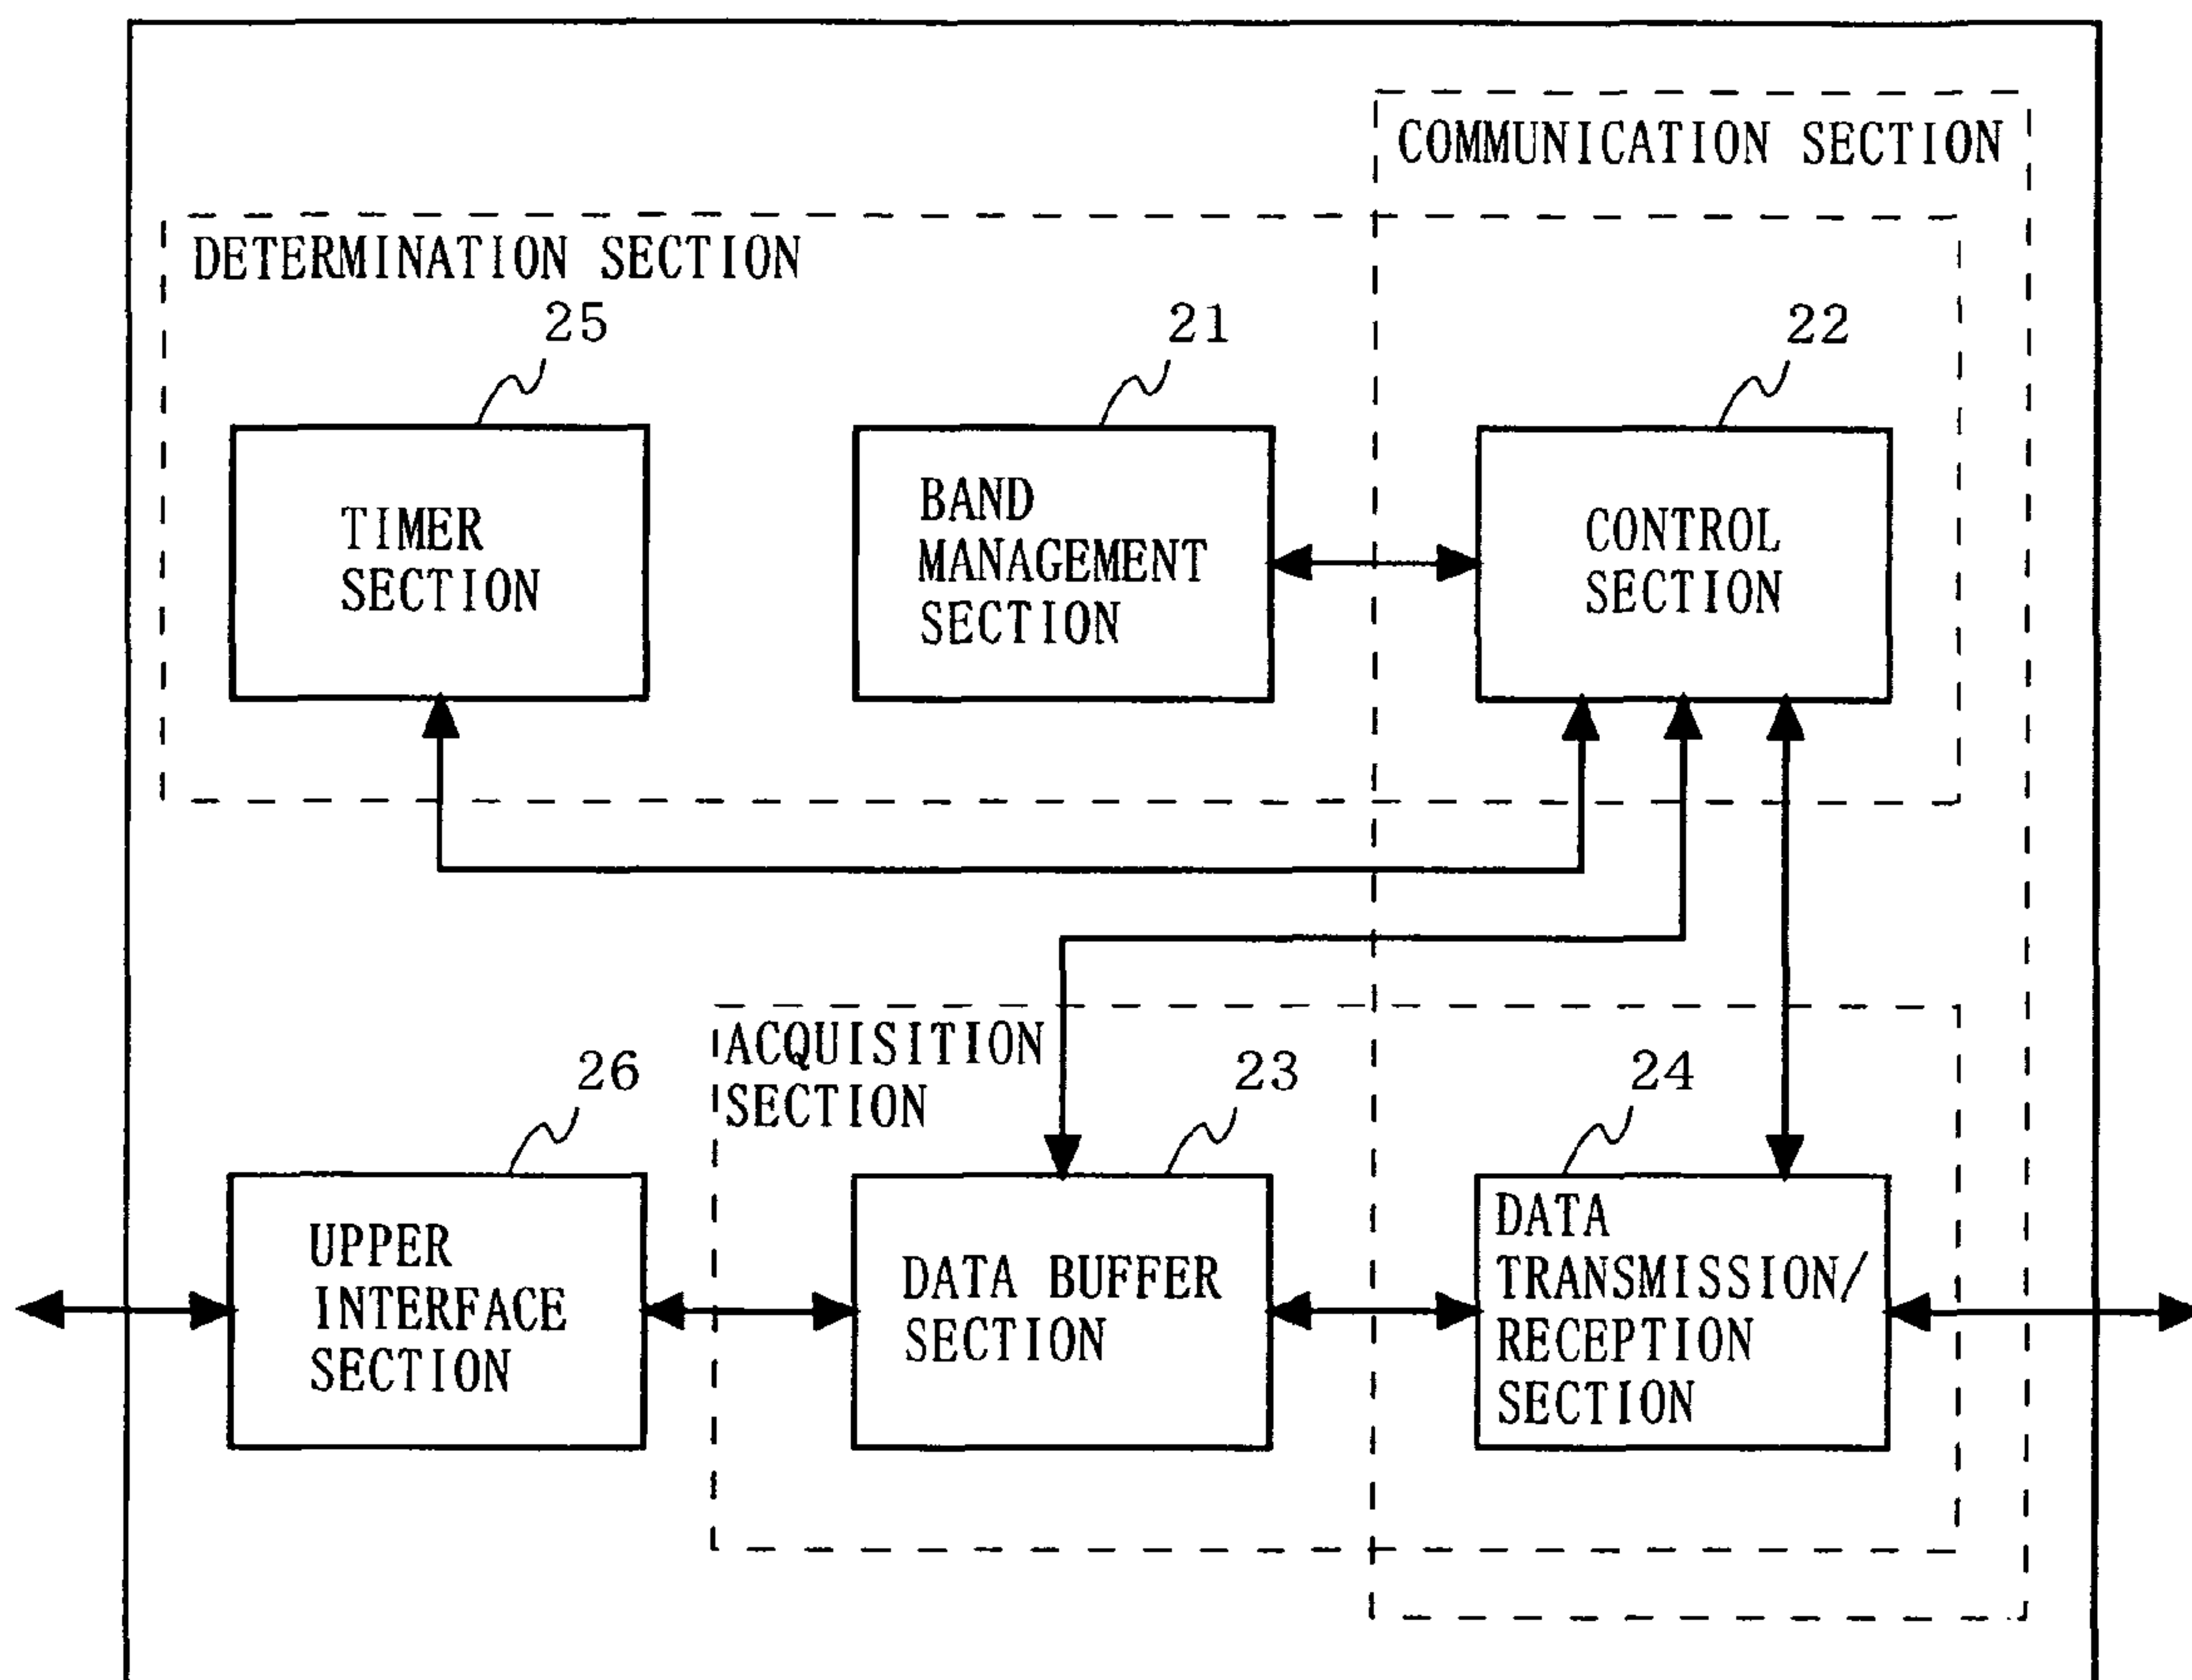 COMMUNICATION SECTION
DETERMINATION SECTION
25
21
22
TIMER
SECTION
BAND
MANAGEMENT
SECTION
CONTROL
SECTION
ACQUISITION
SECTION
26
23
24
UPPER
INTERFACE
SECTION
DATA BUFFER
SECTION
DATA
TRANSMISSION/
RECEPTION
SECTION